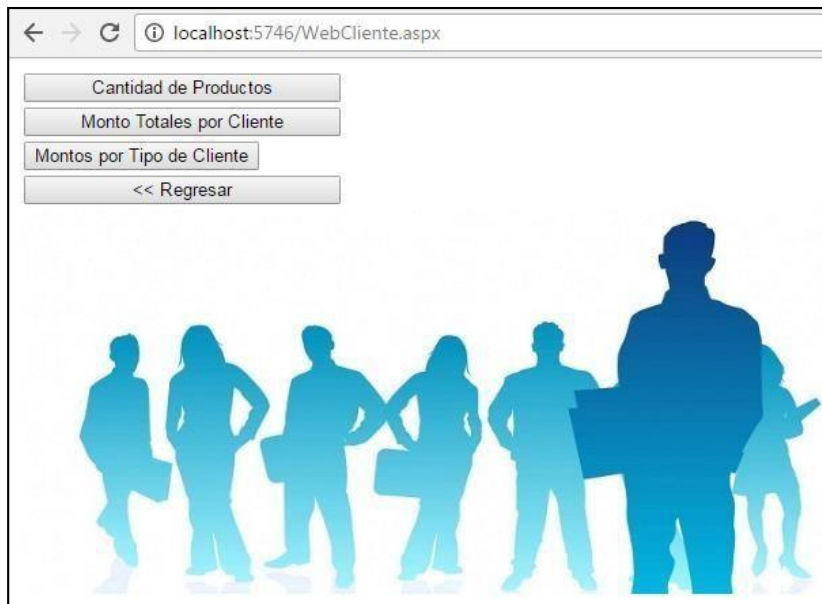 localhost:5746/WebCliente.aspx
Cantidad de Productos
Monto Totales por Cliente
Montos por Tipo de Cliente
<< Regresar